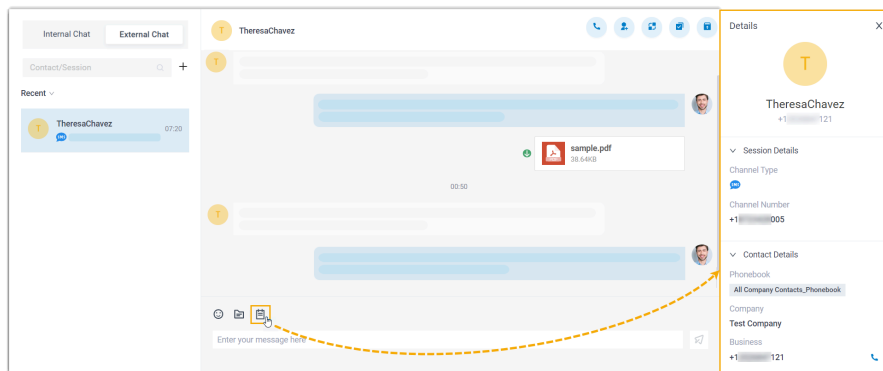 Internal Chat
External Chat
Contact/Session
+
Recent
T
TheresaChavez
07:20
T
TheresaChavez
T
sample.pdf
38.64KB
00:50
T
Enter your message here
Details
X
T
TheresaChavez
+1 121
Session Details
Channel Type
Channel Number
+1 005
Contact Details
Phonebook
All Company Contacts_Phonebook
Company
Test Company
Business
+1 121